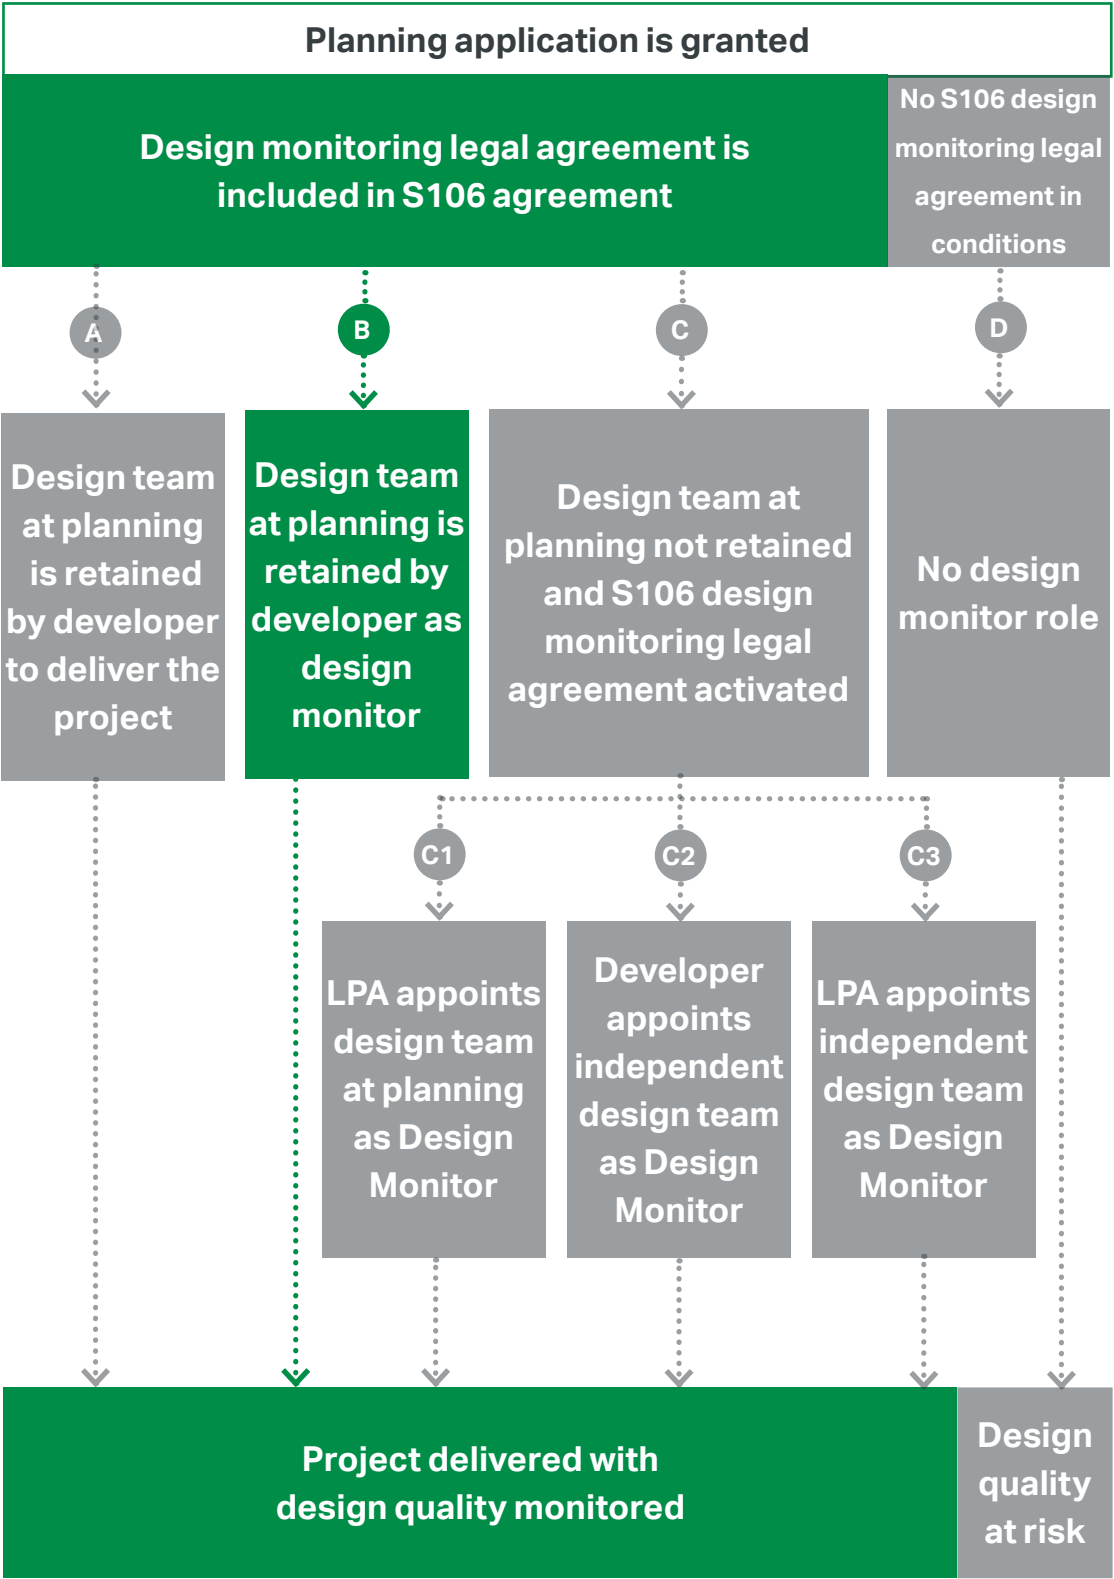 Planning application is granted
Design monitoring legal agreement is
included in S106 agreement
No S106 design
monitoring legal
agreement in
conditions
A
B
C
D
Design team
at planning
is retained
by developer
to deliver the
project
Design team
at planning is
retained by
developer as
design
monitor
Design team at
planning not retained
and S106 design
monitoring legal
agreement activated
No design
monitor role
C1
C2
C3
LPA appoints
design team
at planning
as Design
Monitor
Developer
appoints
independent
design team
as Design
Monitor
LPA appoints
independent
design team
as Design
Monitor
Project delivered with
design quality monitored
Design
quality
at risk